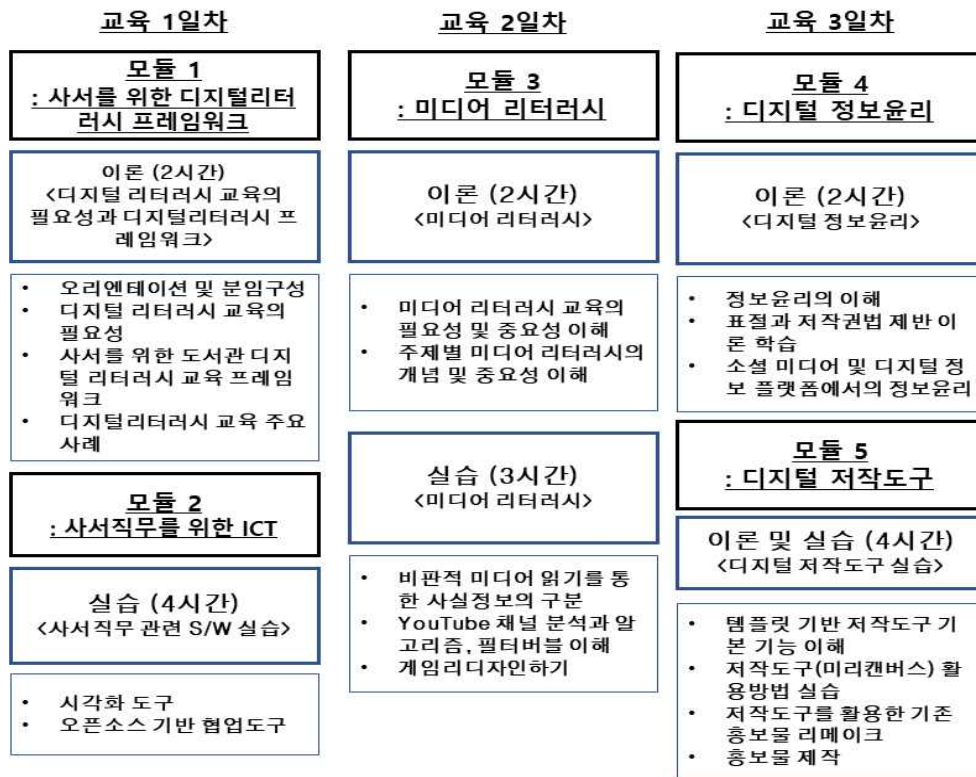 교육 1일차
모듈 1
: 사서를 위한 디지털리터
러시 프레임워크
이론 (2시간)
<디지털 리터러시 교육의
필요성과 디지털리터러시 프
레임워크>
• 오리엔테이션 및 분임구성
• 디지털 리터러시 교육의
필요성
• 사서를 위한 도서관 디지
털 리터러시 교육 프레임
워크
• 디지털리터러시 교육 주요
사례
모듈 2
: 사서직무를 위한 ICT
실습 (4시간)
<사서직무 관련 S/W 실습>
• 시각화 도구
• 오픈소스 기반 협업도구
교육 2일차
모듈 3
: 미디어 리터러시
이론 (2시간)
<미디어 리터러시>
• 미디어 리터러시 교육의
필요성 및 중요성 이해
• 주제별 미디어 리터러시의
개념 및 중요성 이해
실습 (3시간)
<미디어 리터러시>
• 비판적 미디어 읽기를 통
한 사실정보의 구분
• YouTube 채널 분석과 알
고리즘, 필터버블 이해
• 게임리디자인하기
교육 3일차
모듈 4
: 디지털 정보윤리
이론 (2시간)
<디지털 정보윤리>
• 정보윤리의 이해
• 표절과 저작권법 제반 이
론 학습
• 소셜 미디어 및 디지털 정
보 플랫폼에서의 정보윤리
모듈 5
: 디지털 저작도구
이론 및 실습 (4시간)
<디지털 저작도구 실습>
• 템플릿 기반 저작도구 기
본 기능 이해
• 저작도구(미리캔버스) 활
용방법 실습
• 저작도구를 활용한 기존
홍보물 리메이크
• 홍보물 제작